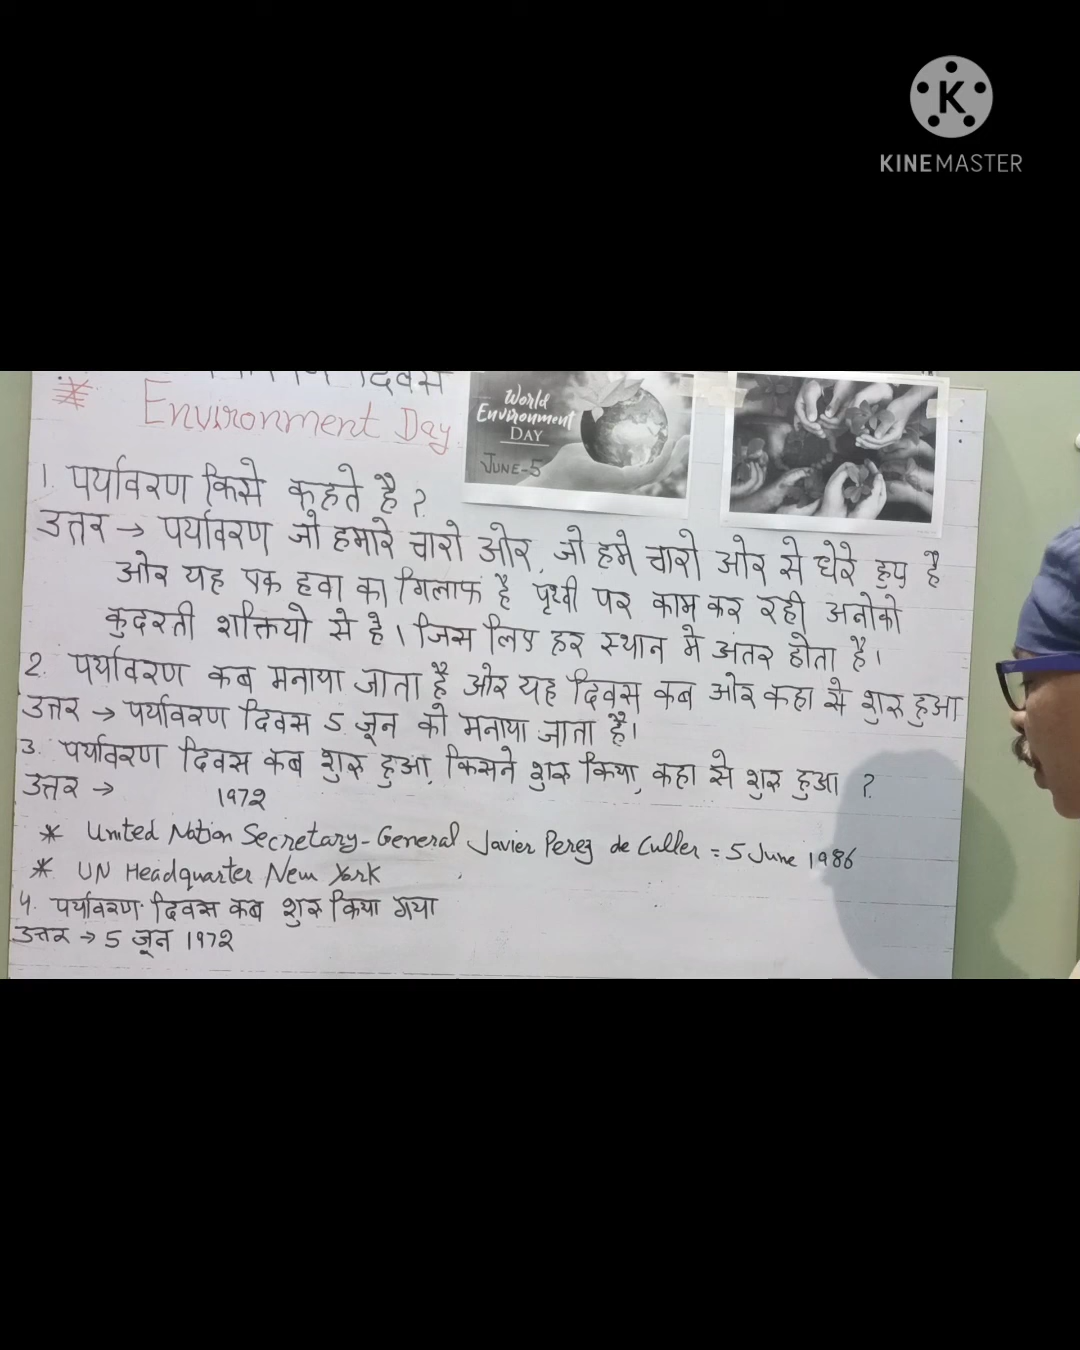 KINEMASTER
दिवस
Environment Day
World
Environment
DAY
JUNE-5
1. पर्यावरण किसे कहते है ?
उत्तर → पर्यावरण जो हमारे चारो ओर, जो हमे चारो ओर से घेरे हुए है
ओर यह एक हवा का गिलाफ है पृथ्वी पर काम कर रही अनोको
कुदरती शक्तियो से है। जिस लिए हर स्थान मे अंतर होता है।
2. पर्यावरण कब मनाया जाता है ओर यह दिवस कब ओर कहा से शुरु हुआ
उत्तर → पर्यावरण दिवस 5 जून को मनाया जाता है।
3. पर्यावरण दिवस कब शुरु हुआ, किसने शुरु किया, कहा से शुरु हुआ ?
उत्तर → 1972
* United Nation Secretary-General Javier Perez de Culler = 5 June 1986
* UN Headquarter New York
4. पर्यावरण दिवस कब शुरु किया गया
उत्तर → 5 जून 1972